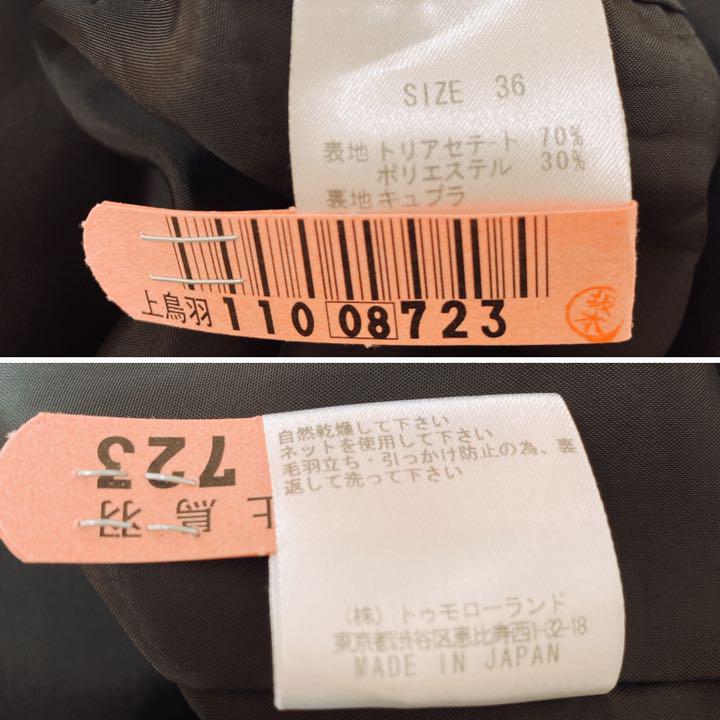 SIZE 36
表地 トリアセテート 70%
ポリエステル 30%
裏地 キュプラ
上鳥羽 110 08 723
自然乾燥して下さい
ネットを使用して下さい
毛羽立ち・引っかけ防止の為、裏
返して洗って下さい
723
上鳥羽
(株) トゥモローランド
東京都渋谷区恵比寿西1-32-18
MADE IN JAPAN